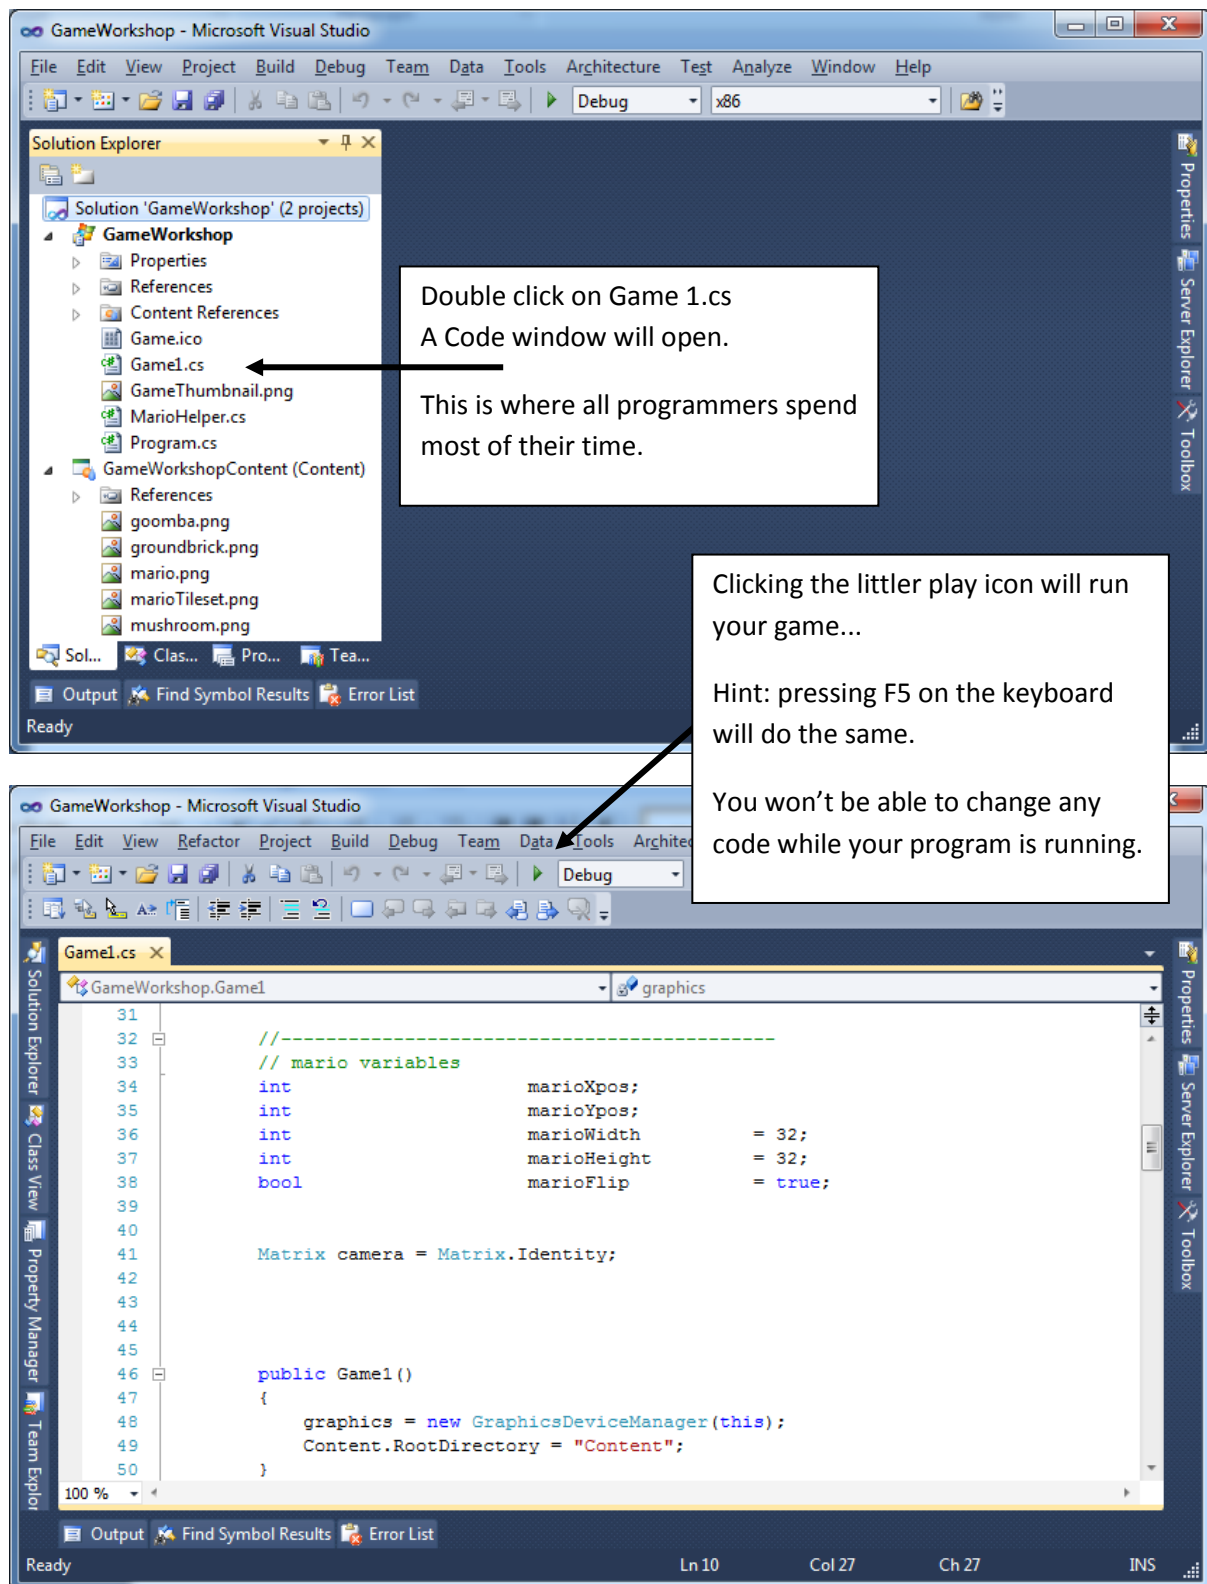 GameWorkshop - Microsoft Visual Studio
File Edit View Project Build Debug Team Data Tools Architecture Test Analyze Window Help
Debug x86
Solution Explorer
Solution 'GameWorkshop' (2 projects)
GameWorkshop
Properties
References
Content References
Game.ico
Game1.cs
GameThumbnail.png
MarioHelper.cs
Program.cs
GameWorkshopContent (Content)
References
goomba.png
groundbrick.png
mario.png
marioTileset.png
mushroom.png
Sol... Clas... Pro... Tea...
Output Find Symbol Results Error List
Ready
Properties
Server Explorer
Toolbox
Double click on Game 1.cs
A Code window will open.
This is where all programmers spend
most of their time.
Clicking the littler play icon will run
your game...
Hint: pressing F5 on the keyboard
will do the same.
You won't be able to change any
code while your program is running.
GameWorkshop - Microsoft Visual Studio
File Edit View Refactor Project Build Debug Team Data Tools Architec
Debug
Solution Explorer
Class View
Property Manager
Team Explor
Game1.cs
GameWorkshop.Game1 graphics
31
32 //--------------------------------------------
33 // mario variables
34 int marioXpos;
35 int marioYpos;
36 int marioWidth = 32;
37 int marioHeight = 32;
38 bool marioFlip = true;
39
40
41 Matrix camera = Matrix.Identity;
42
43
44
45
46 public Game1()
47 {
48 graphics = new GraphicsDeviceManager(this);
49 Content.RootDirectory = "Content";
50 }
100 %
Properties
Server Explorer
Toolbox
Output Find Symbol Results Error List
Ready Ln 10 Col 27 Ch 27 INS